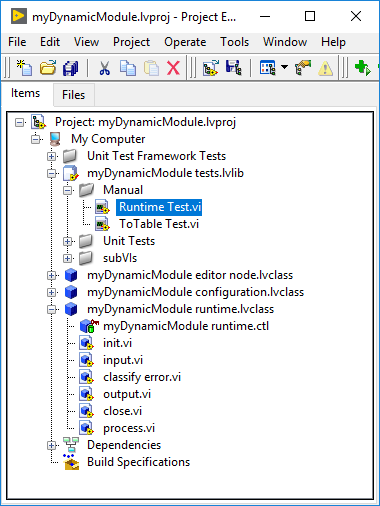 myDynamicModule.lvproj - Project E...
File Edit View Project Operate Tools Window Help
Items Files
Project: myDynamicModule.lvproj
My Computer
Unit Test Framework Tests
myDynamicModule tests.lvlib
Manual
Runtime Test.vi
ToTable Test.vi
Unit Tests
subVIs
myDynamicModule editor node.lvclass
myDynamicModule configuration.lvclass
myDynamicModule runtime.lvclass
myDynamicModule runtime.ctl
init.vi
input.vi
classify error.vi
output.vi
close.vi
process.vi
Dependencies
Build Specifications